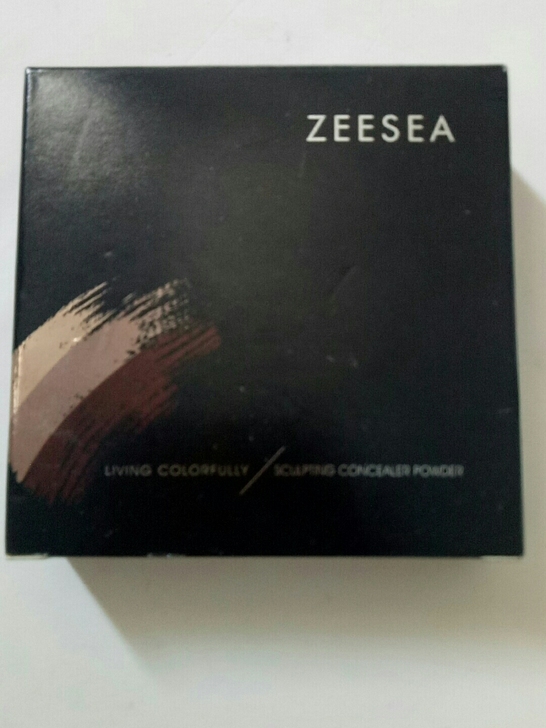 ZEESEA
LIVING COLORFULLY / SCULPTING CONCEALER POWDER